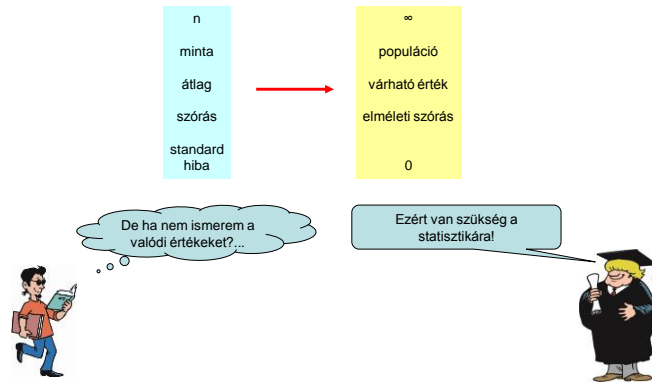 n
minta
átlag
szórás
standard
hiba
∞
populáció
várható érték
elméleti szórás
0
De ha nem ismerem a
valódi értékeket?...
Ezért van szükség a
statisztikára!